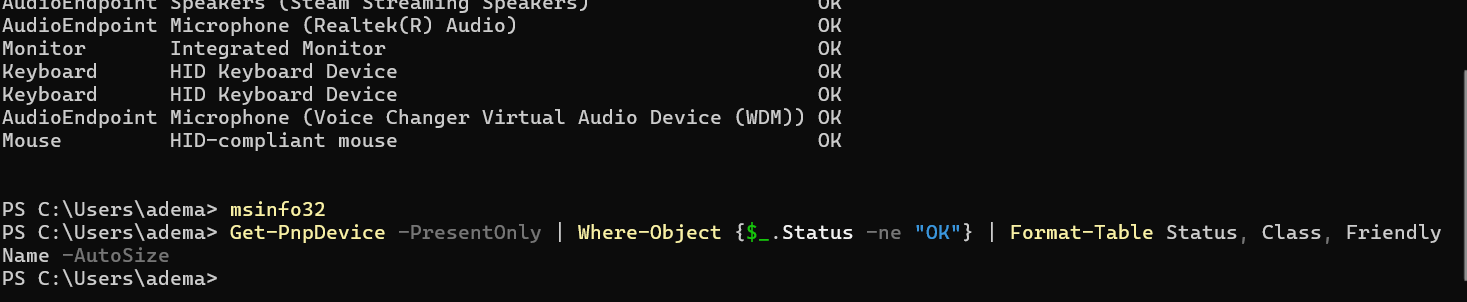 AudioEndpoint Speakers (Steam Streaming Speakers) OK
AudioEndpoint Microphone (Realtek(R) Audio) OK
Monitor Integrated Monitor OK
Keyboard HID Keyboard Device OK
Keyboard HID Keyboard Device OK
AudioEndpoint Microphone (Voice Changer Virtual Audio Device (WDM)) OK
Mouse HID-compliant mouse OK
PS C:\Users\adema> msinfo32
PS C:\Users\adema> Get-PnpDevice -PresentOnly | Where-Object {$_.Status -ne "OK"} | Format-Table Status, Class, Friendly
Name -AutoSize
PS C:\Users\adema>